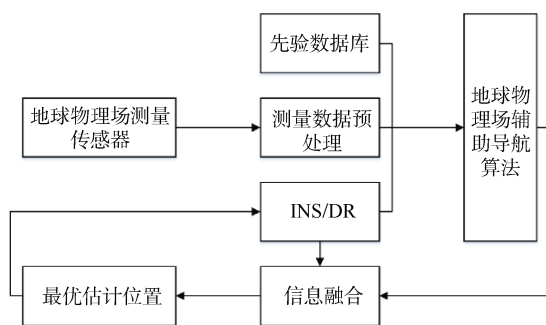 先验数据库
地球物理场测量
传感器
测量数据预
处理
地球物
理场辅
助导航
算法
INS/DR
最优估计位置
信息融合